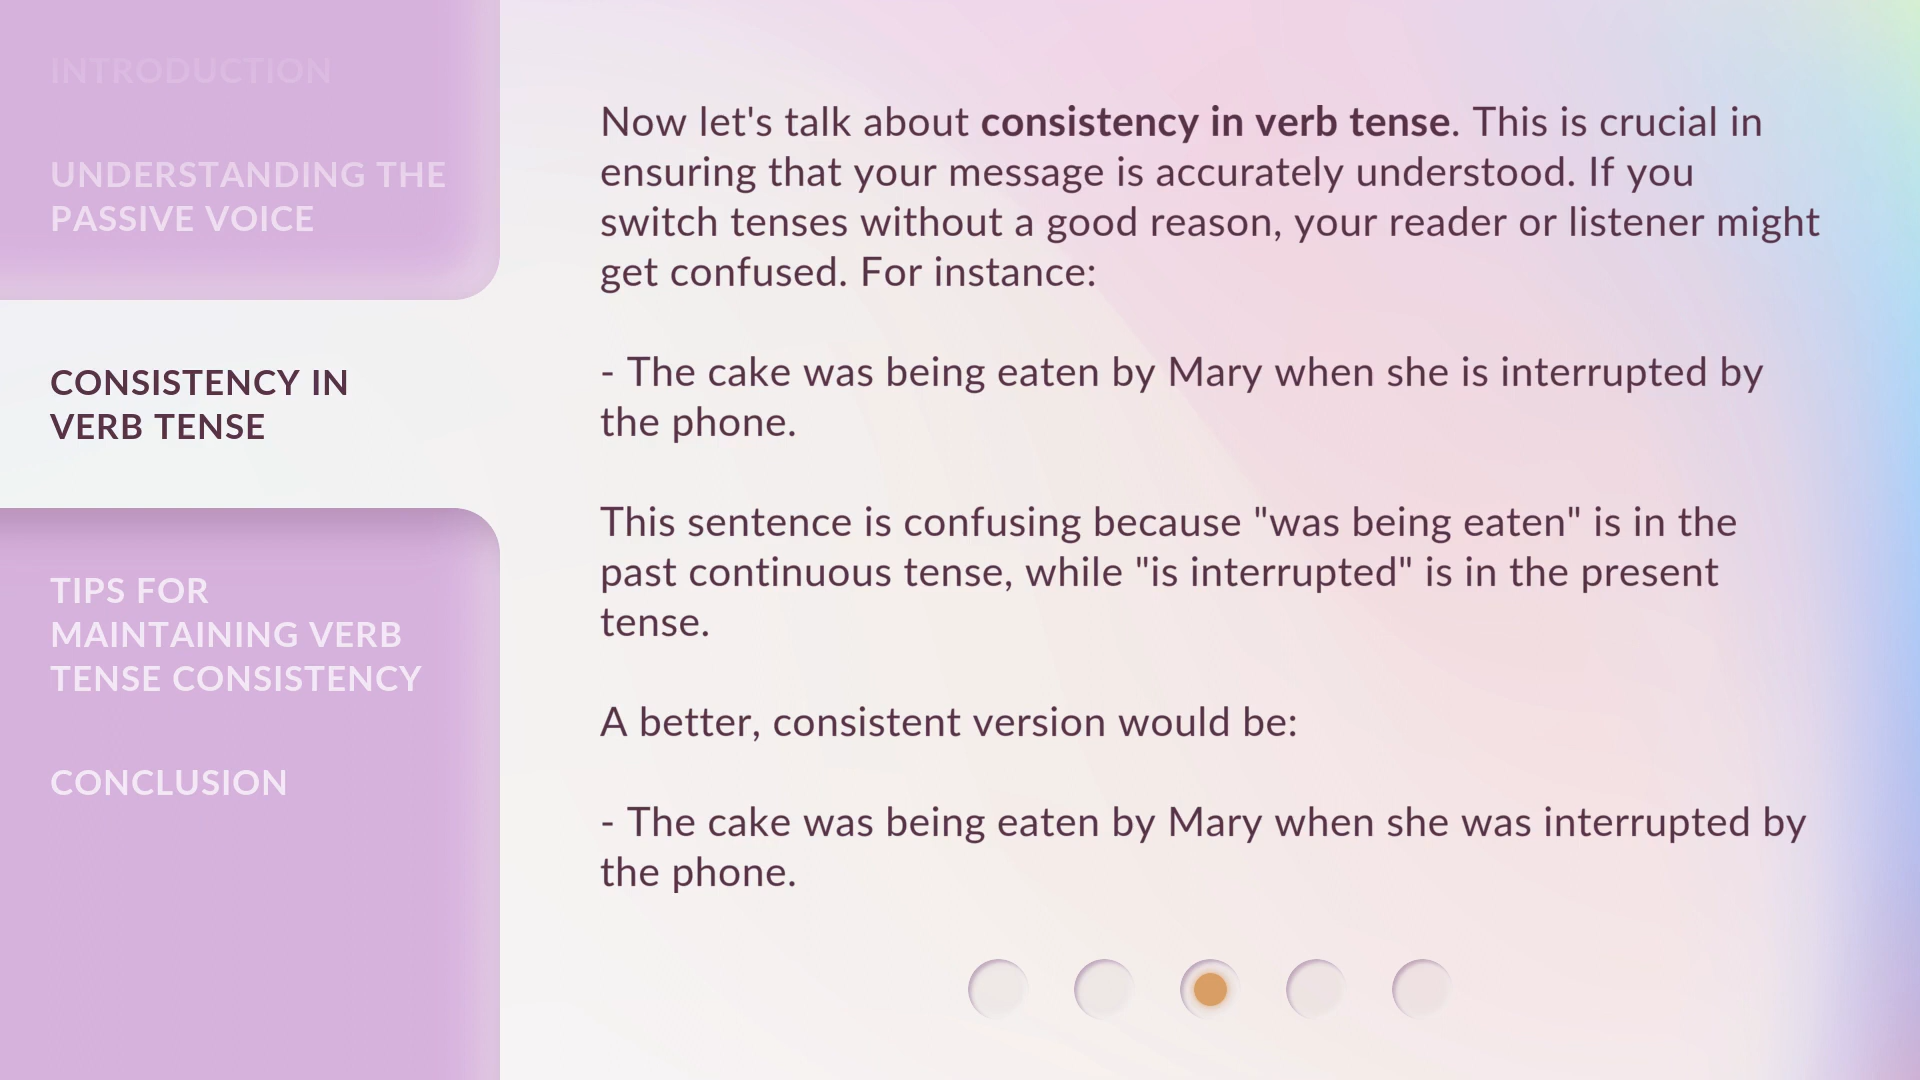 INTRODUCTION
UNDERSTANDING THE
PASSIVE VOICE
CONSISTENCY IN
VERB TENSE
TIPS FOR
MAINTAINING VERB
TENSE CONSISTENCY
CONCLUSION
Now let's talk about consistency in verb tense. This is crucial in
ensuring that your message is accurately understood. If you
switch tenses without a good reason, your reader or listener might
get confused. For instance:
- The cake was being eaten by Mary when she is interrupted by
the phone.
This sentence is confusing because "was being eaten" is in the
past continuous tense, while "is interrupted" is in the present
tense.
A better, consistent version would be:
- The cake was being eaten by Mary when she was interrupted by
the phone.